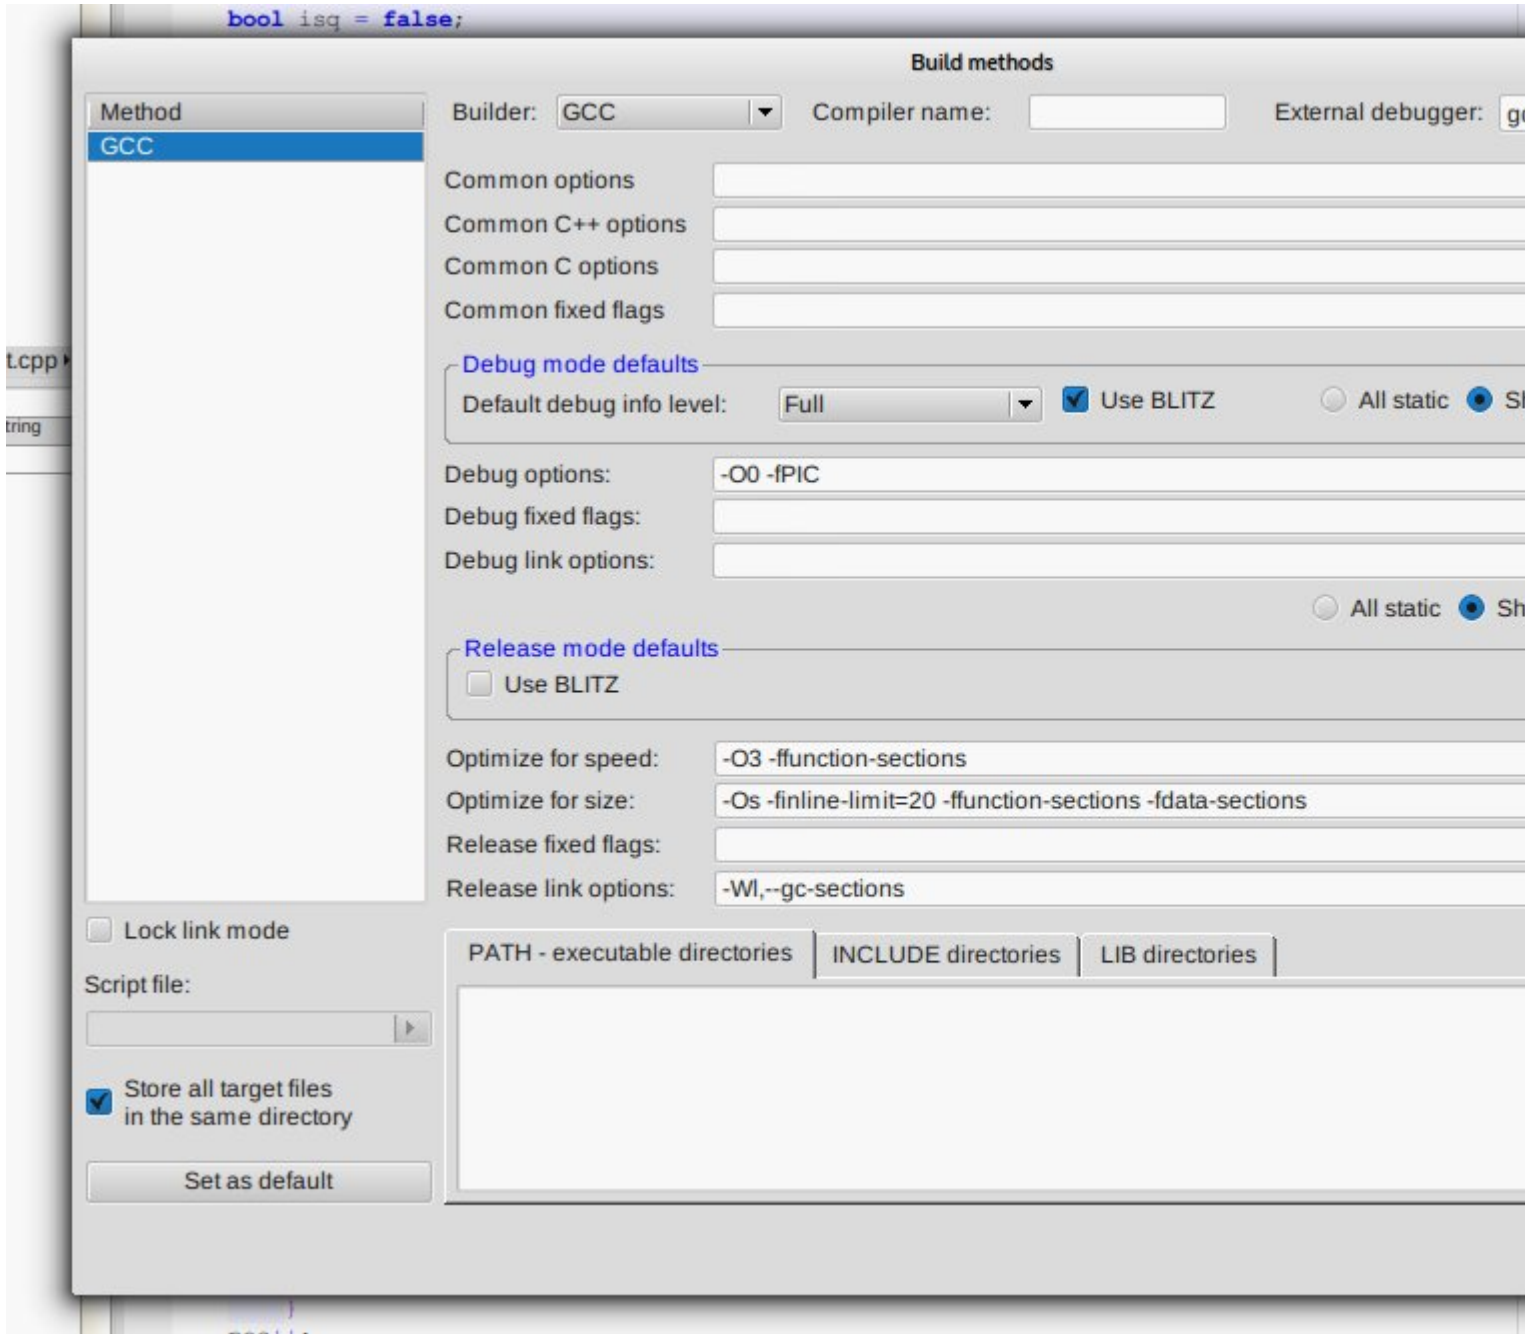 bool isq = false;
Build methods
Method
GCC
Builder: GCC Compiler name: External debugger:
Common options
Common C++ options
Common C options
Common fixed flags
t.cpp
tring
Debug mode defaults
Default debug info level: Full Use BLITZ All static
Debug options: -O0 -fPIC
Debug fixed flags:
Debug link options:
All static Sh
Release mode defaults
Use BLITZ
Optimize for speed: -O3 -ffunction-sections
Optimize for size: -Os -finline-limit=20 -ffunction-sections -fdata-sections
Release fixed flags:
Release link options: -Wl,--gc-sections
Lock link mode
PATH - executable directories INCLUDE directories LIB directories
Script file:
Store all target files
in the same directory
Set as default
}